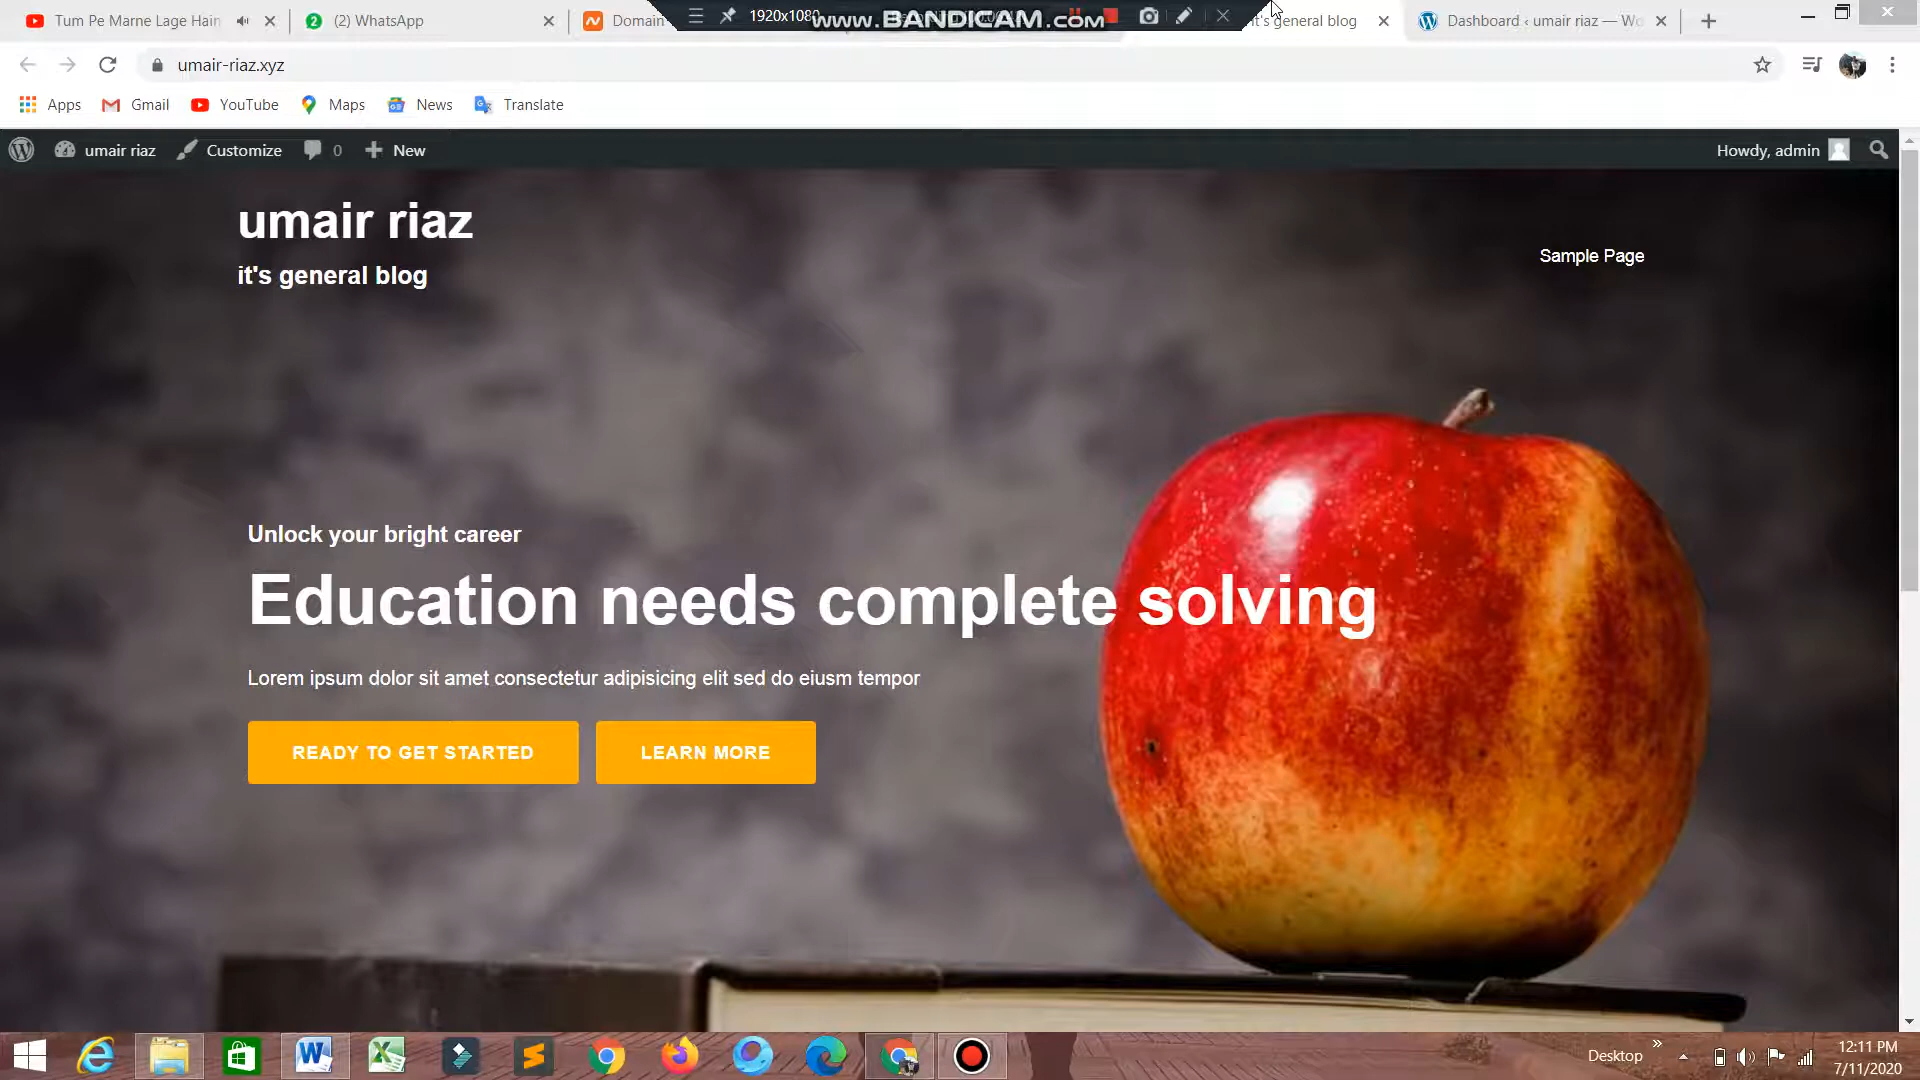 Tum Pe Marne Lage Hain
(2) WhatsApp
Domain
1920x1080
www.BANDICAM.com
it's general blog
Dashboard ‹ umair riaz — Wo
umair-riaz.xyz
Apps
Gmail
YouTube
Maps
News
Translate
umair riaz
Customize
0
New
Howdy, admin
umair riaz
it's general blog
Sample Page
Unlock your bright career
Education needs complete solving
Lorem ipsum dolor sit amet consectetur adipisicing elit sed do eiusm tempor
READY TO GET STARTED
LEARN MORE
Desktop
12:11 PM
7/11/2020